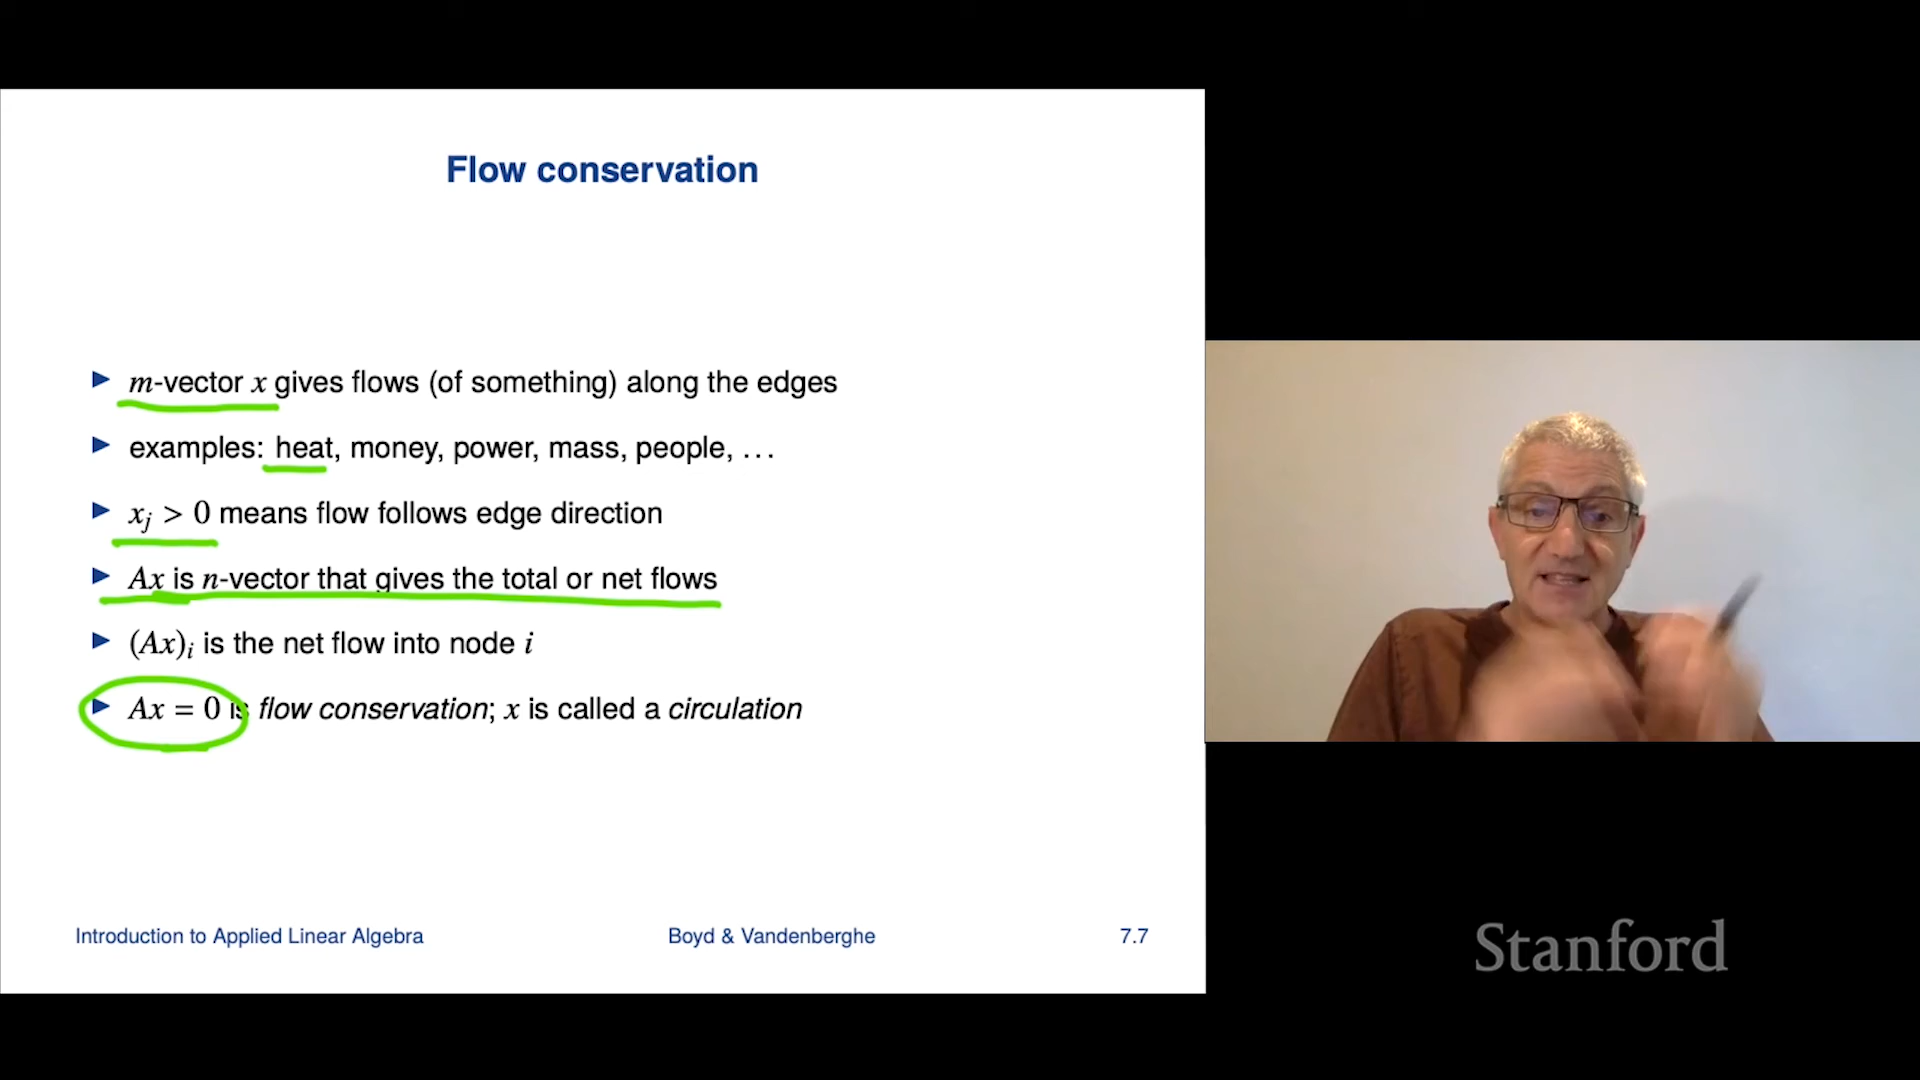 Flow conservation
▶ m-vector x gives flows (of something) along the edges
▶ examples: heat, money, power, mass, people, …
▶ xⱼ > 0 means flow follows edge direction
▶ Ax is n-vector that gives the total or net flows
▶ (Ax)ᵢ is the net flow into node i
▶ Ax = 0 is flow conservation; x is called a circulation
Introduction to Applied Linear Algebra Boyd & Vandenberghe 7.7
Stanford